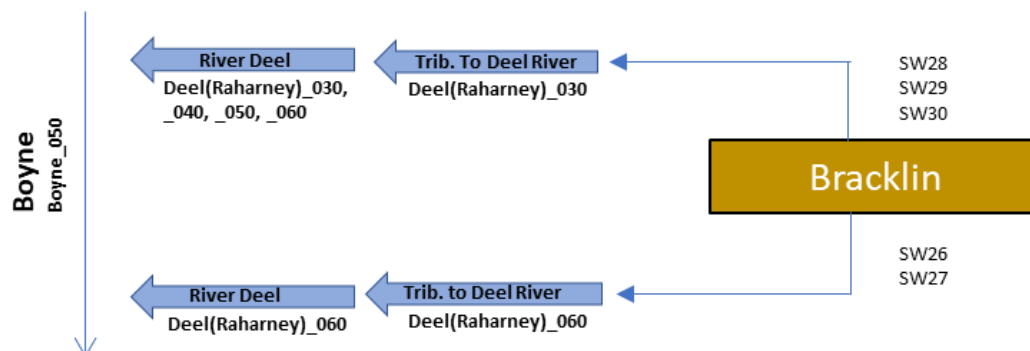 River Deel
Deel(Raharney)_030,
_040, _050, _060
Trib. To Deel River
Deel(Raharney)_030
SW28
SW29
SW30
Boyne
Boyne_050
Bracklin
SW26
SW27
River Deel
Deel(Raharney)_060
Trib. to Deel River
Deel(Raharney)_060